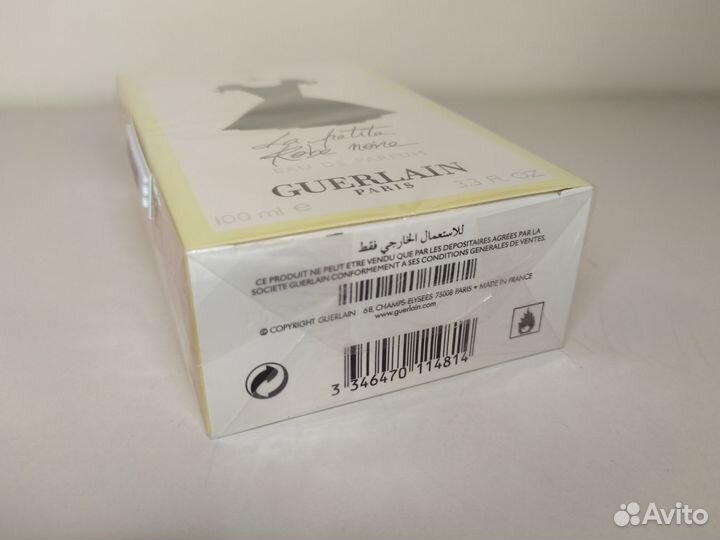 La petite
Robe noire
EAU DE PARFUM
GUERLAIN
PARIS
100 ml e 3.3 FL. OZ
للاستعمال الخارجي فقط
CE PRODUIT NE PEUT ETRE VENDU QUE PAR LES DEPOSITAIRES AGREES PAR LA
SOCIETE GUERLAIN CONFORMEMENT A SES CONDITIONS GENERALES DE VENTES.
© COPYRIGHT GUERLAIN 68, CHAMPS-ELYSEES 75008 PARIS • MADE IN FRANCE
www.guerlain.com
3 346470 114814
Avito